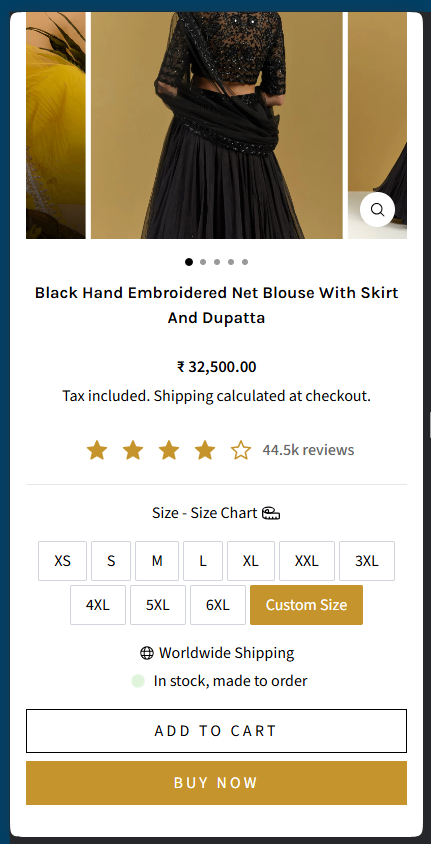 Black Hand Embroidered Net Blouse With Skirt
And Dupatta
₹ 32,500.00
Tax included. Shipping calculated at checkout.
44.5k reviews
Size - Size Chart
XS S M L XL XXL 3XL
4XL 5XL 6XL Custom Size
Worldwide Shipping
In stock, made to order
ADD TO CART
BUY NOW